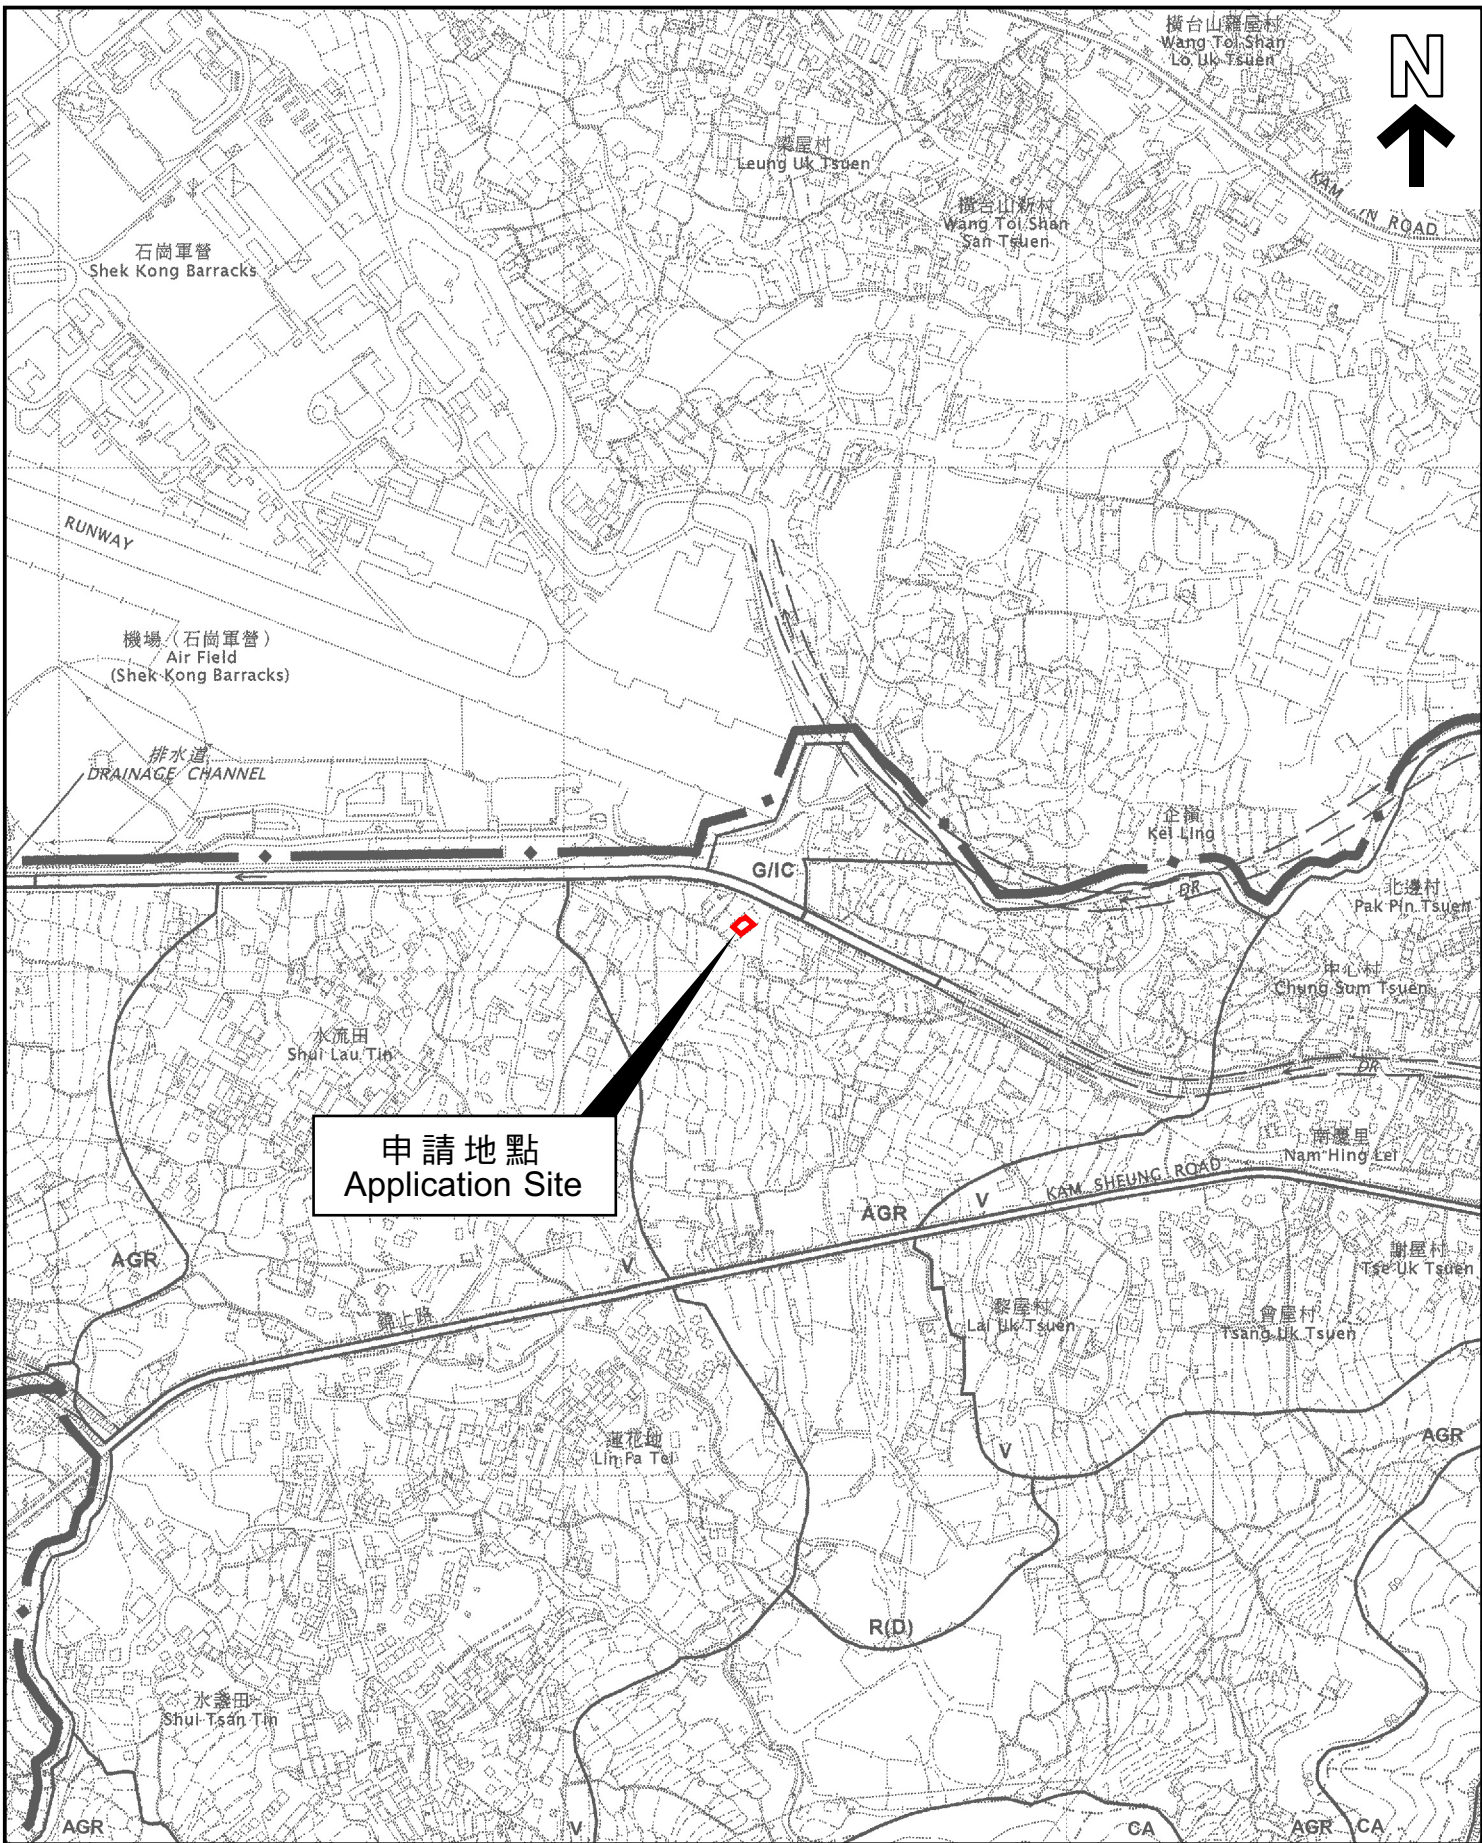 橫台山羅屋村
Wang Toi Shan
Lo Uk Tsuen
N
梁屋村
Leung Uk Tsuen
KAM
IN ROAD
橫台山新村
Wang Toi Shan
San Tsuen
石崗軍營
Shek Kong Barracks
RUNWAY
機場（石崗軍營）
Air Field
(Shek Kong Barracks)
排水道
DRAINAGE CHANNEL
企嶺
Kei Ling
G/IC
DR
北邊村
Pak Pin Tsuen
中心村
Chung Sum Tsuen
水流田
Shui Lau Tin
DR
申請地點
Application Site
南慶里
Nam Hing Lei
KAM SHEUNG ROAD
V
AGR
AGR
V
謝屋村
Tse Uk Tsuen
黎屋村
Lai Uk Tsuen
曾屋村
Tsang Uk Tsuen
錦上路
蓮花地
Lin Fa Tei
AGR
V
R(D)
水盞田
Shui Tsan Tin
AGR
V
CA
AGR
CA